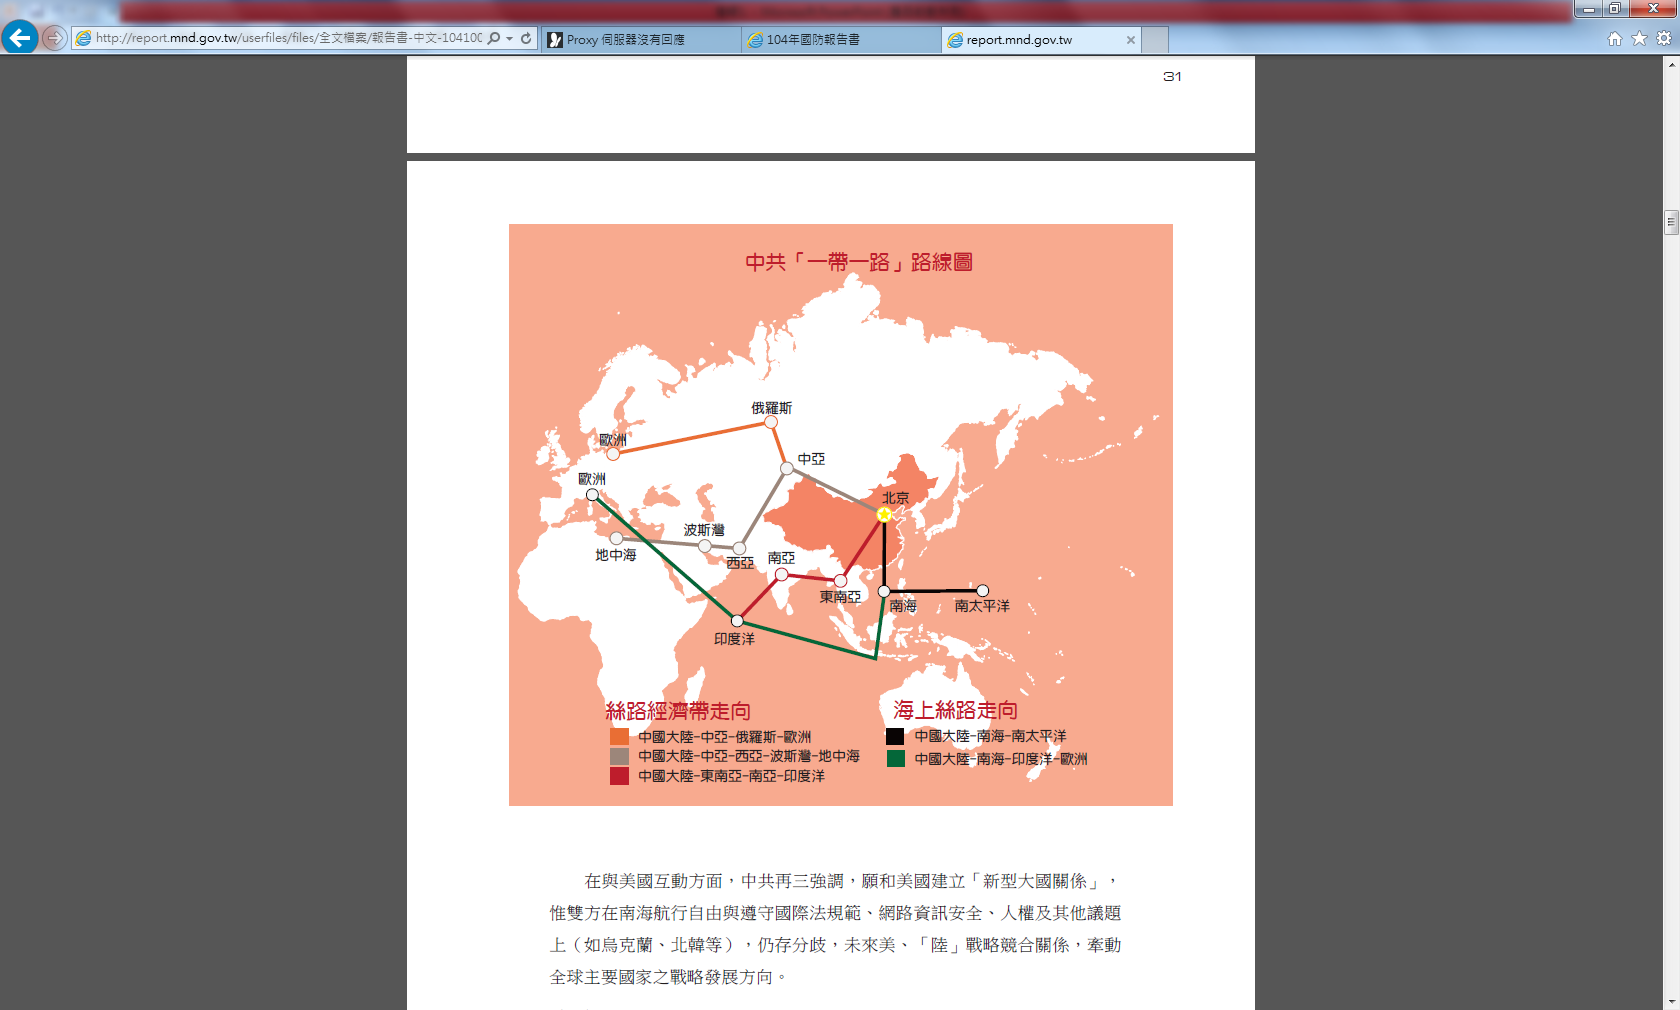 http://report.mnd.gov.tw/userfiles/files/全文檔案/報告書-中文-10410
Proxy 伺服器沒有回應
104年國防報告書
report.mnd.gov.tw
31
中共「一帶一路」路線圖
俄羅斯
歐洲
中亞
歐洲
北京
波斯灣
地中海
西亞
南亞
東南亞
南海
南太平洋
印度洋
絲路經濟帶走向
中國大陸-中亞-俄羅斯-歐洲
中國大陸-中亞-西亞-波斯灣-地中海
中國大陸-東南亞-南亞-印度洋
海上絲路走向
中國大陸-南海-南太平洋
中國大陸-南海-印度洋-歐洲
在與美國互動方面，中共再三強調，願和美國建立「新型大國關係」，
惟雙方在南海航行自由與遵守國際法規範、網路資訊安全、人權及其他議題
上（如烏克蘭、北韓等），仍存分歧，未來美、「陸」戰略競合關係，牽動
全球主要國家之戰略發展方向。